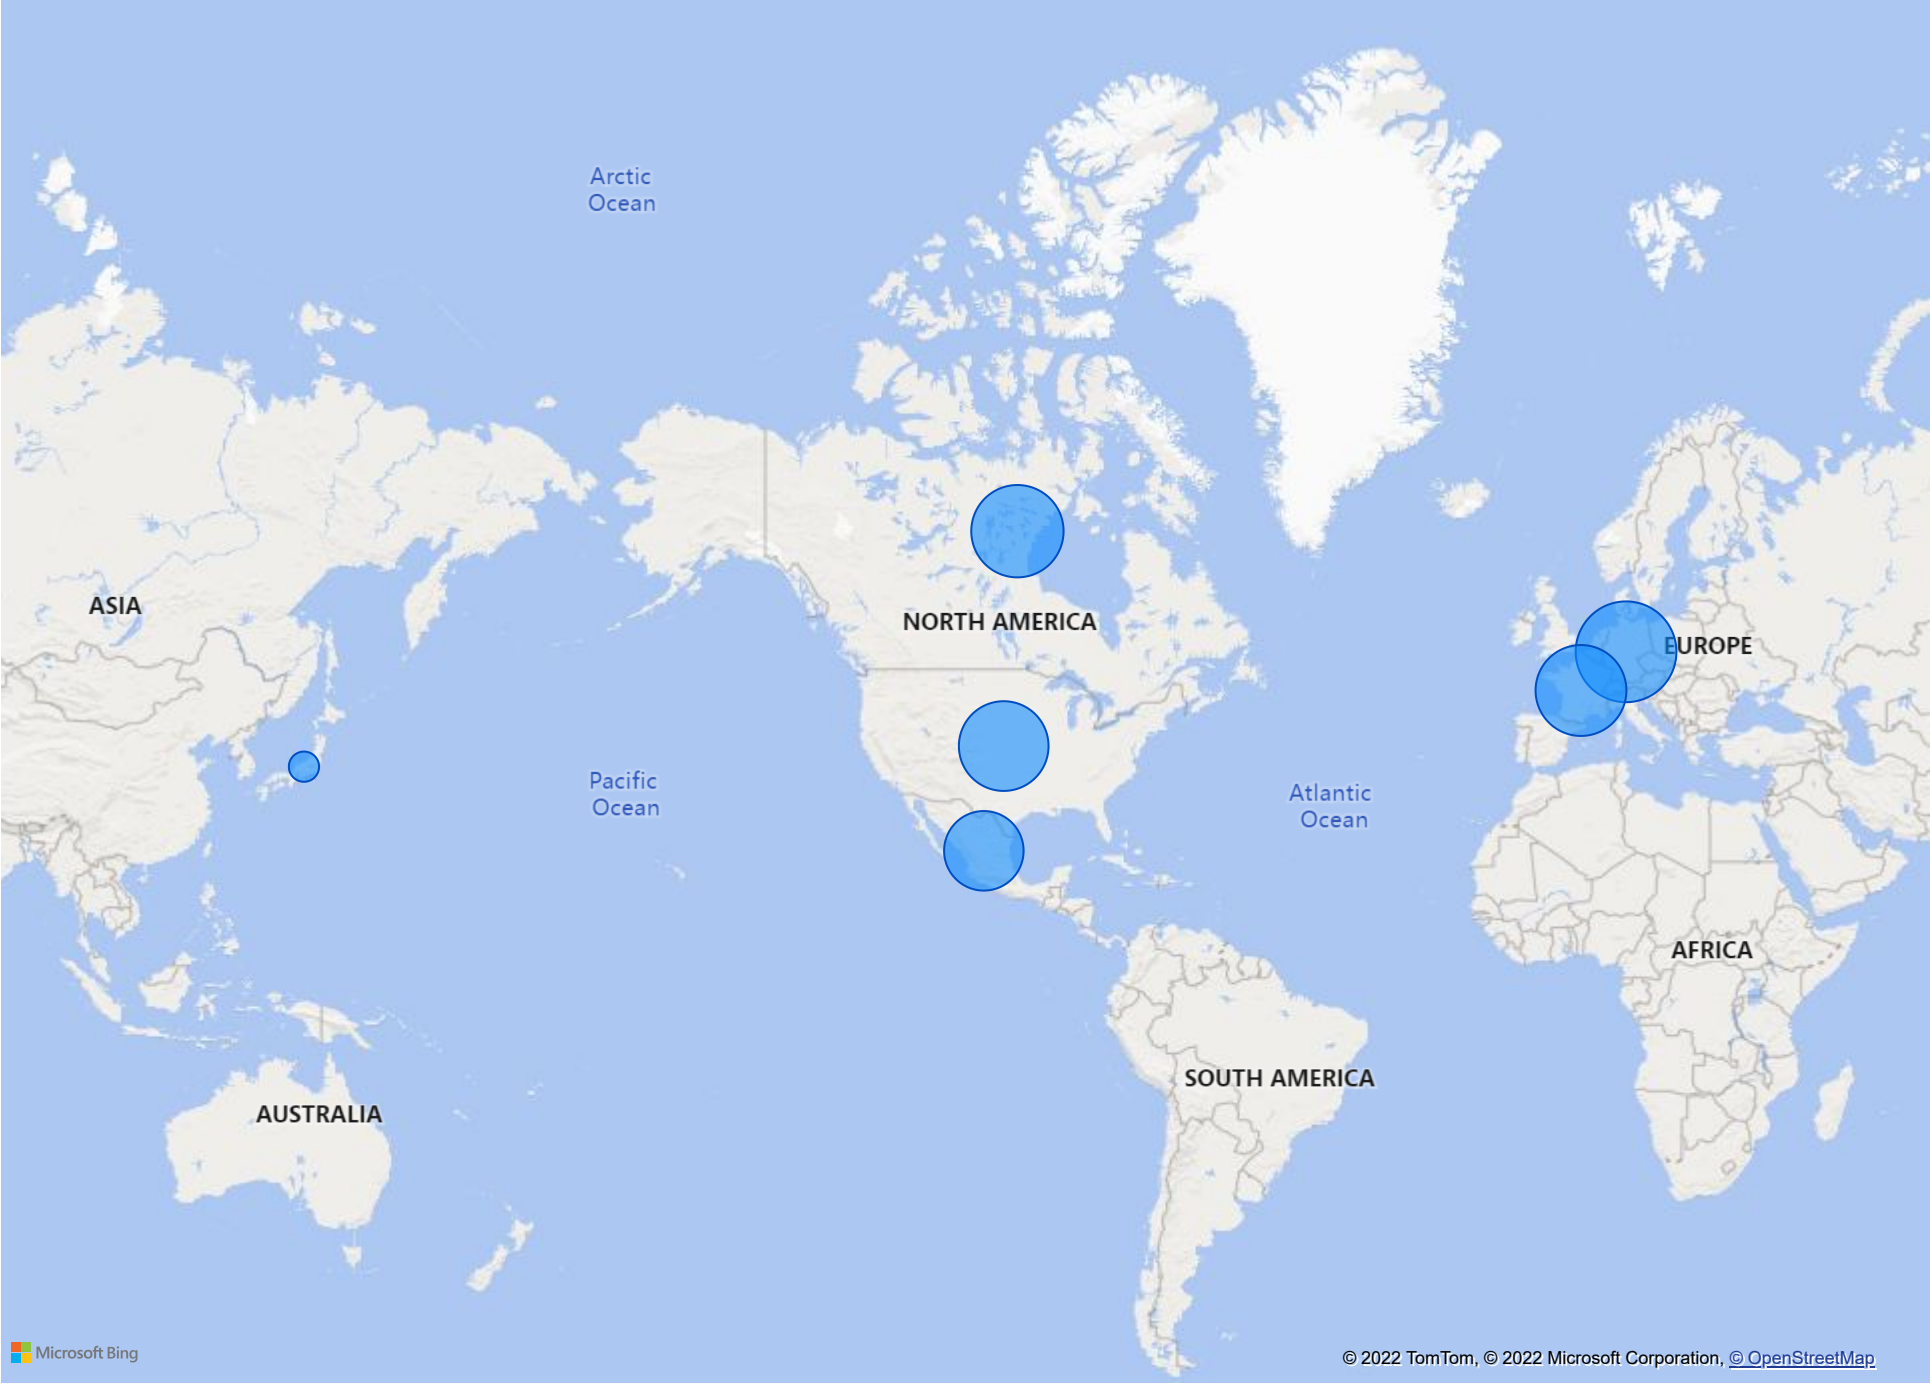 Arctic
Ocean
ASIA
NORTH AMERICA
EUROPE
Pacific
Ocean
Atlantic
Ocean
AFRICA
SOUTH AMERICA
AUSTRALIA
Microsoft Bing
© 2022 TomTom, © 2022 Microsoft Corporation, © OpenStreetMap